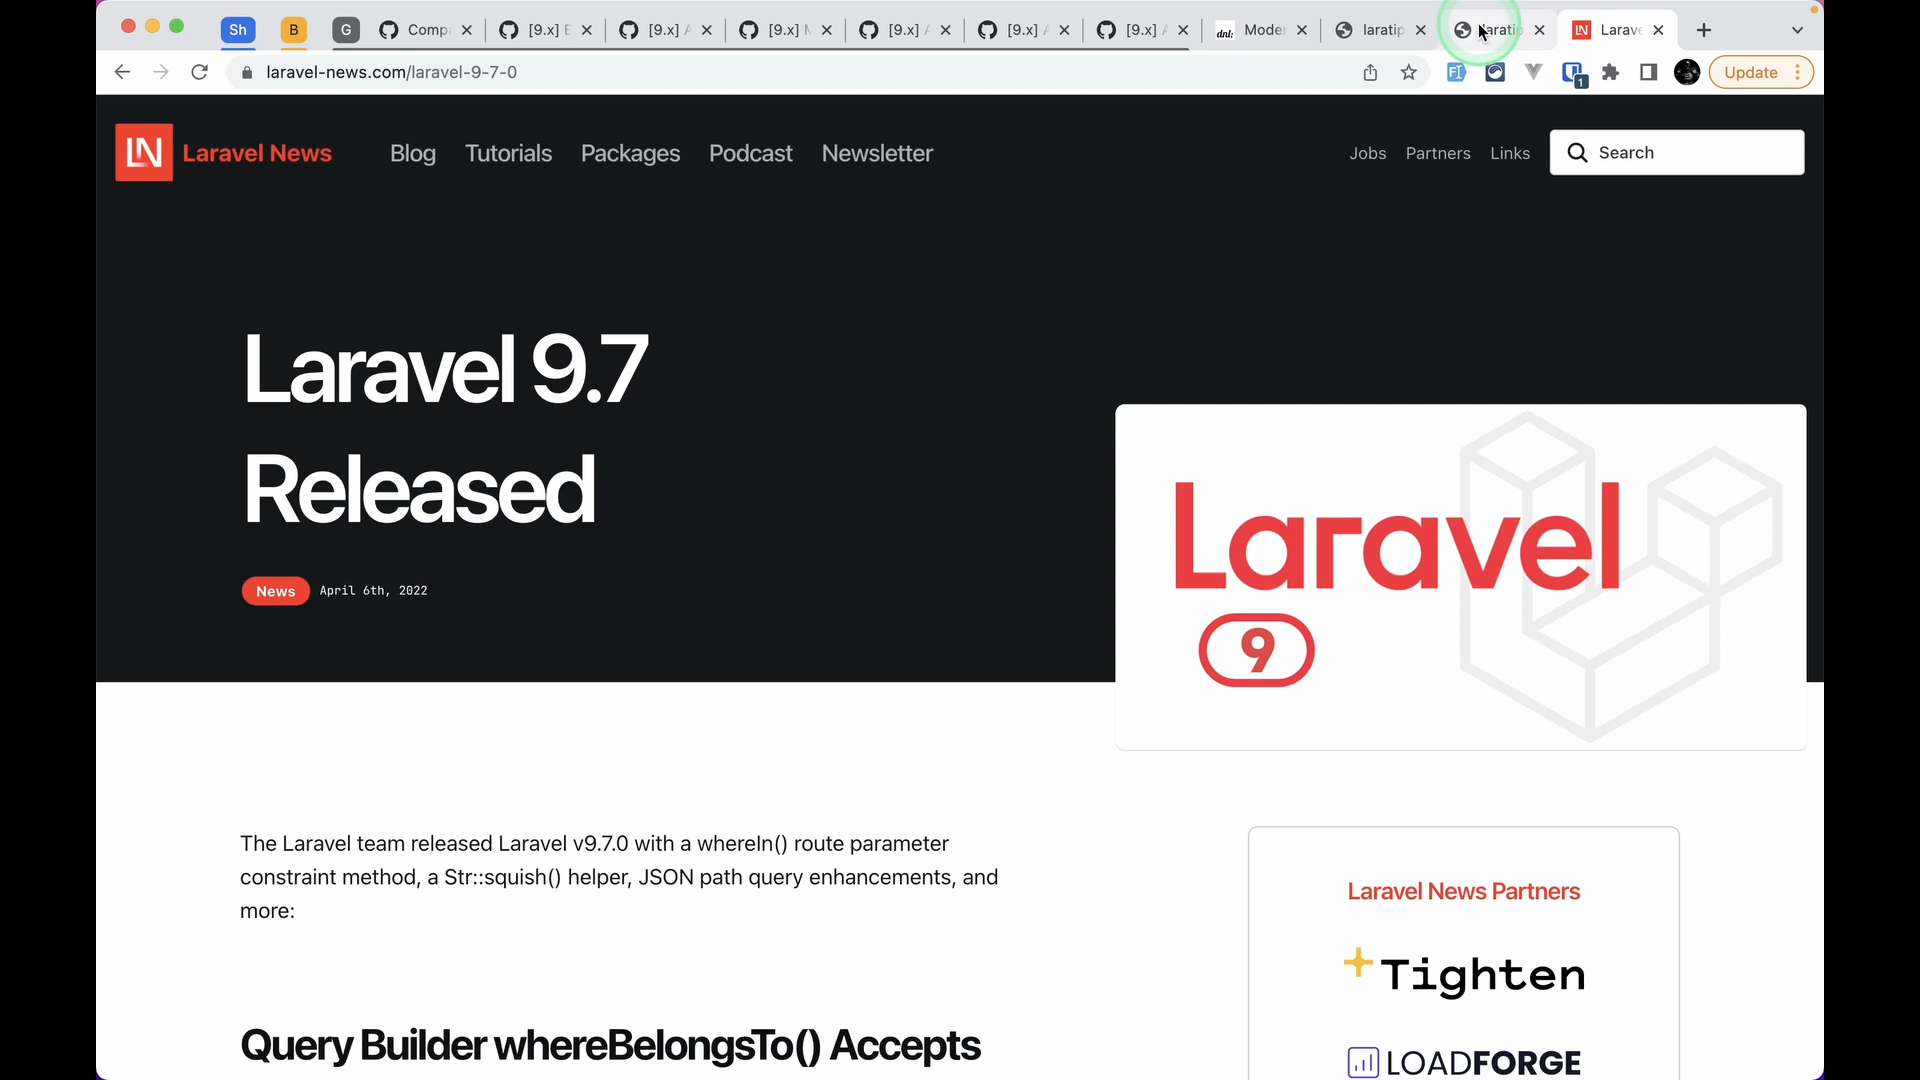 Sh B G Comp [9.x] E [9.x] A [9.x] M [9.x] A [9.x] A [9.x] A dnl: Moder laratip laratip Larave
laravel-news.com/laravel-9-7-0 1 Update
LN Laravel News Blog Tutorials Packages Podcast Newsletter Jobs Partners Links Search
Laravel 9.7
Released
News April 6th, 2022
Laravel
9
The Laravel team released Laravel v9.7.0 with a whereIn() route parameter
constraint method, a Str::squish() helper, JSON path query enhancements, and
more:
Laravel News Partners
Tighten
Query Builder whereBelongsTo() Accepts
LOADFORGE